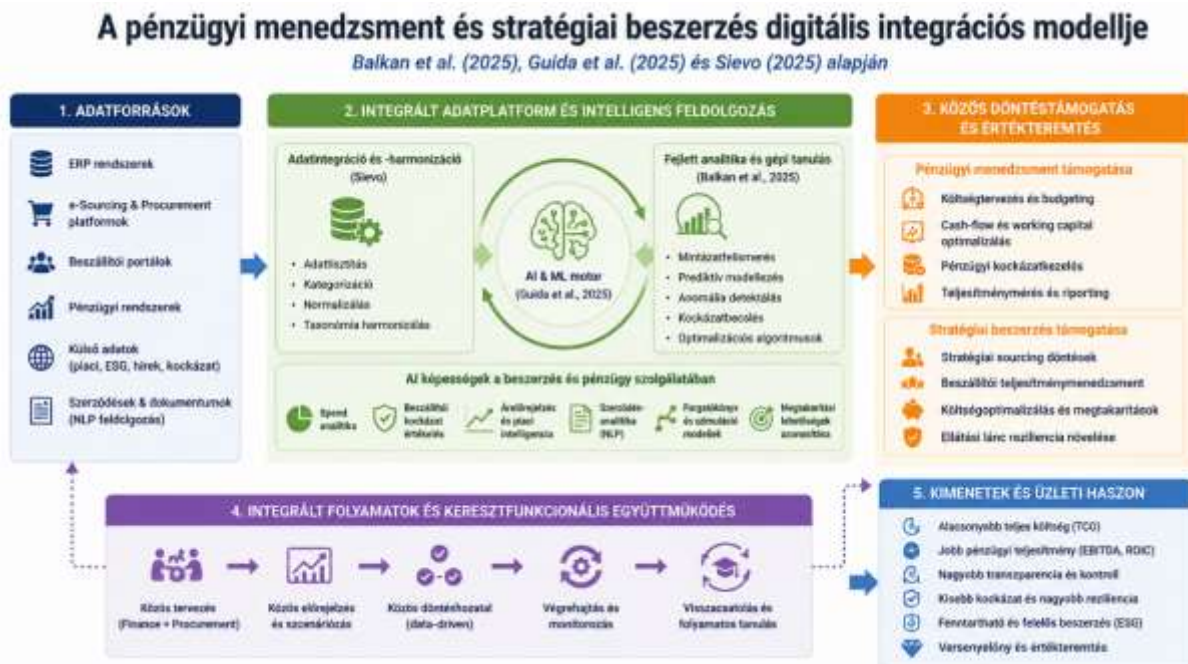 A pénzügyi menedzsment és stratégiai beszerzés digitális integrációs modellje
Balkan et al. (2025), Guida et al. (2025) és Sievo (2025) alapján
1. ADATFORRÁSOK
ERP rendszerek
e-Sourcing & Procurement
platformok
Beszállítói portálok
Pénzügyi rendszerek
Külső adatok
(piaci, ESG, hírek, kockázat)
Szerződések & dokumentumok
(NLP feldolgozás)
2. INTEGRÁLT ADATPLATFORM ÉS INTELLIGENS FELDOLGOZÁS
Adatintegráció és -harmonizáció
(Sievo)
• Adattisztítás
• Kategorizáció
• Normalizálás
• Taxonómia harmonizálás
AI & ML motor
(Guida et al., 2025)
Fejlett analitika és gépi tanulás
(Balkan et al., 2025)
• Mintázatfelismerés
• Prediktív modellezés
• Anomália detektálás
• Kockázatbecslés
• Optimalizációs algoritmusok
AI képességek a beszerzés és pénzügy szolgálatában
Spend
analitika
Beszállítói
kockázat
értékelés
Árelőrejelzés
és piaci
intelligencia
Szerződés-
analitika
(NLP)
Forgatókönyv
és szimuláció
modellek
Megtakarítási
lehetőségek
azonosítása
3. KÖZÖS DÖNTÉSTÁMOGATÁS
ÉS ÉRTÉKTEREMTÉS
Pénzügyi menedzsment támogatása
Költségtervezés és budgeting
Cash-flow és working capital
optimalizálás
Pénzügyi kockázatkezelés
Teljesítménymérés és riporting
Stratégiai beszerzés támogatása
Stratégiai sourcing döntések
Beszállítói teljesítménymenedzsment
Költségoptimalizálás és megtakarítások
Ellátási lánc reziliencia növelése
4. INTEGRÁLT FOLYAMATOK ÉS KERESZTFUNKCIONÁLIS EGYÜTTMŰKÖDÉS
Közös tervezés
(Finance + Procurement)
Közös előrejelzés
és szcenáriózás
Közös döntéshozatal
(data-driven)
Végrehajtás és
monitorozás
Visszacsatolás és
folyamatos tanulás
5. KIMENETEK ÉS ÜZLETI HASZON
Alacsonyabb teljes költség (TCO)
Jobb pénzügyi teljesítmény (EBITDA, ROIC)
Nagyobb transzparencia és kontroll
Kisebb kockázat és nagyobb reziliencia
Fenntartható és felelős beszerzés (ESG)
Versenyelőny és értékteremtés